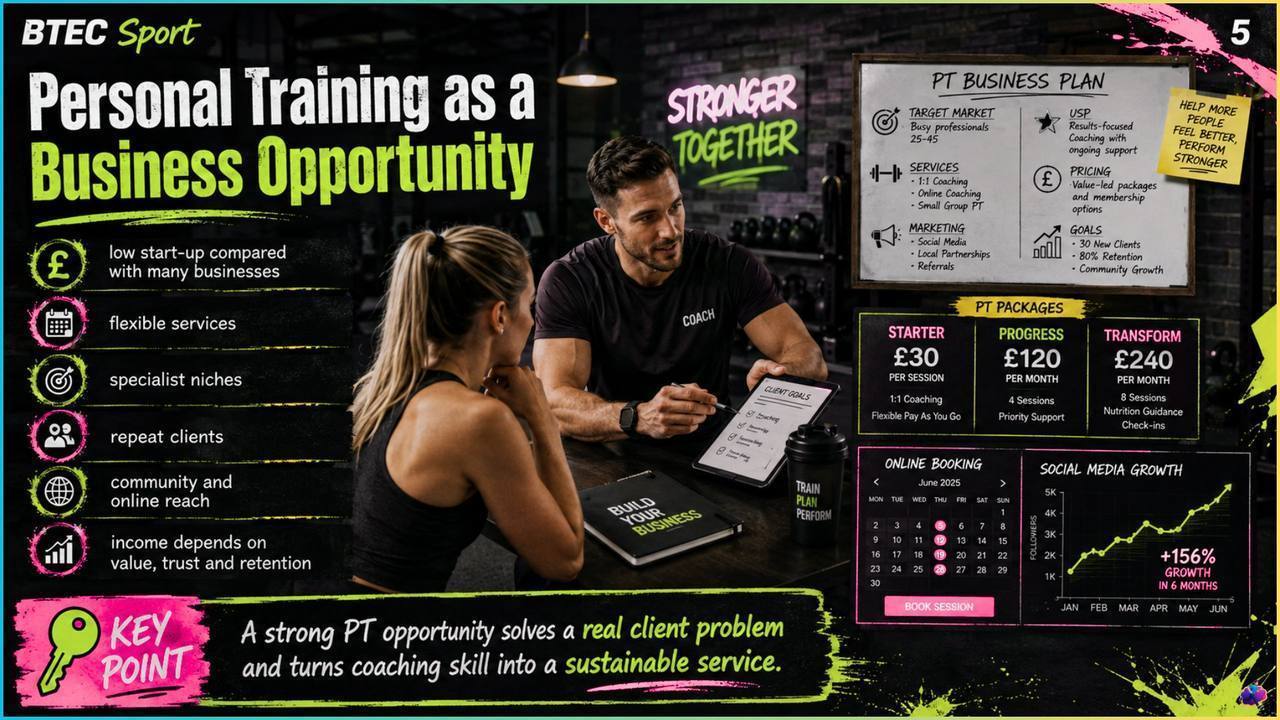 BTEC Sport
5
Personal Training as a
Business Opportunity
low start-up compared
with many businesses
flexible services
specialist niches
repeat clients
community and
online reach
income depends on
value, trust and retention
STRONGER
TOGETHER
COACH
CLIENT GOALS
BUILD
YOUR
BUSINESS
TRAIN
PLAN
PERFORM
PT BUSINESS PLAN
TARGET MARKET
Busy professionals
25-45
SERVICES
• 1:1 Coaching
• Online Coaching
• Small Group PT
MARKETING
• Social Media
• Local Partnerships
• Referrals
USP
Results-focused
Coaching with
ongoing support
£
PRICING
Value-led packages
and membership
options
GOALS
• 30 New Clients
• 80% Retention
• Community Growth
HELP MORE
PEOPLE
FEEL BETTER,
PERFORM
STRONGER
PT PACKAGES
STARTER
£30
PER SESSION
1:1 Coaching
Flexible Pay As You Go
PROGRESS
£120
PER MONTH
4 Sessions
Priority Support
TRANSFORM
£240
PER MONTH
8 Sessions
Nutrition Guidance
Check-ins
ONLINE BOOKING
< June 2025 >
MON TUE WED THU FRI SAT SUN
1
2 3 4 5 6 7 8
9 10 11 12 13 14 15
16 17 18 19 20 21 22
23 24 25 26 27 28 29
30
BOOK SESSION
SOCIAL MEDIA GROWTH
5K
4K
3K
2K
1K
FOLLOWERS
+156%
GROWTH
IN 6 MONTHS
JAN FEB MAR APR MAY JUN
KEY
POINT
A strong PT opportunity solves a real client problem
and turns coaching skill into a sustainable service.